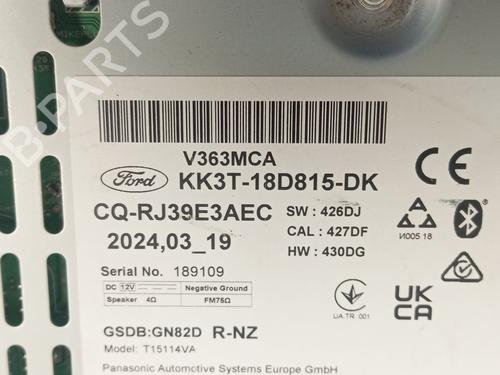 B-PARTS
V363MCA
Ford KK3T-18D815-DK
CQ-RJ39E3AEC SW : 426DJ
2024,03_19 CAL : 427DF
HW : 430DG
И005 18
Serial No. 189109
DC 12V Negative Ground
Speaker 4Ω FM75Ω
UA.TR.001
UK
CA
GSDB:GN82D R-NZ
Model: T15114VA
Panasonic Automotive Systems Europe GmbH
CE